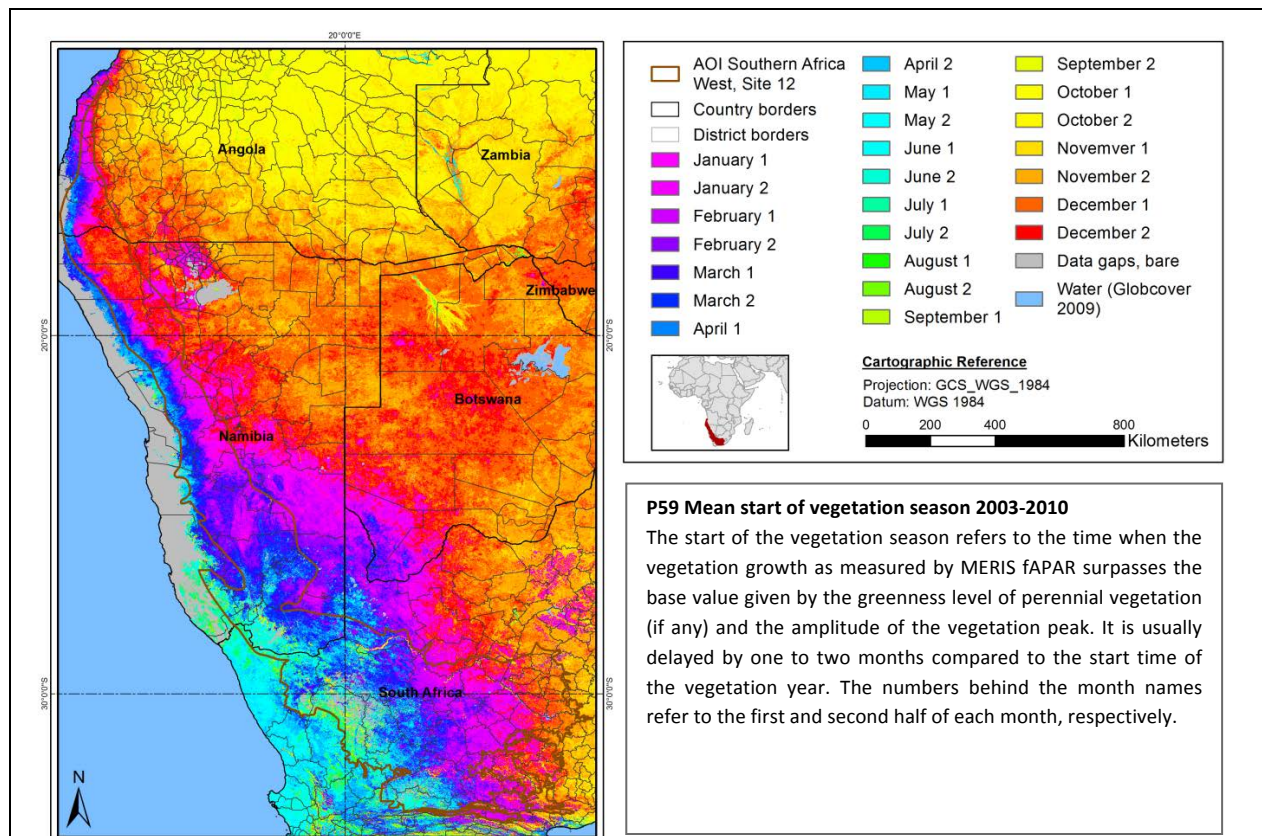 20°0'0"E
Angola
Zambia
Zimbabwe
20°0'0"S
20°0'0"S
Botswana
Namibia
South Africa
30°0'0"S
30°0'0"S
N
AOI Southern Africa
West, Site 12
Country borders
District borders
January 1
January 2
February 1
February 2
March 1
March 2
April 1
April 2
May 1
May 2
June 1
June 2
July 1
July 2
August 1
August 2
September 1
September 2
October 1
October 2
Novemver 1
November 2
December 1
December 2
Data gaps, bare
Water (Globcover
2009)
Cartographic Reference
Projection: GCS_WGS_1984
Datum: WGS 1984
0 200 400 800
Kilometers
P59 Mean start of vegetation season 2003-2010
The start of the vegetation season refers to the time when the
vegetation growth as measured by MERIS fAPAR surpasses the
base value given by the greenness level of perennial vegetation
(if any) and the amplitude of the vegetation peak. It is usually
delayed by one to two months compared to the start time of
the vegetation year. The numbers behind the month names
refer to the first and second half of each month, respectively.